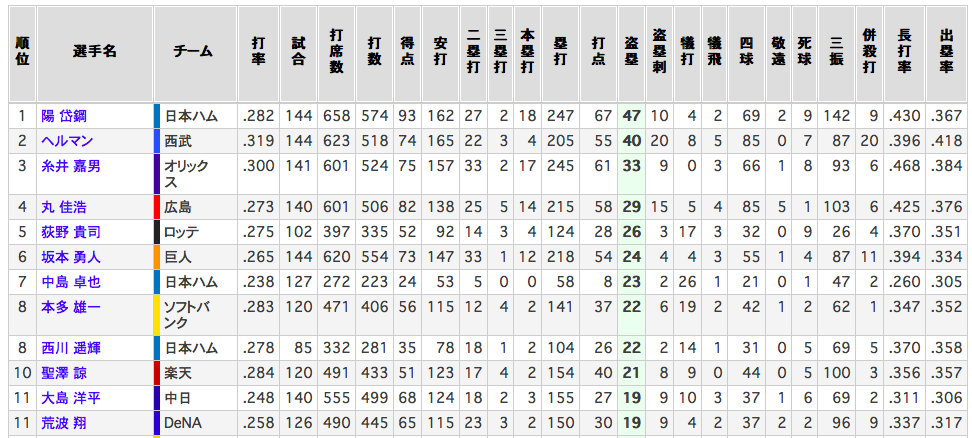 順位 選手名 チーム 打率 試合 打席数 打数 得点 安打 二塁打 三塁打 本塁打 塁打 打点 盗塁 盗塁刺 犠打 犠飛 四球 敬遠 死球 三振 併殺打 長打率 出塁率
1 陽 岱鋼 日本ハム .282 144 658 574 93 162 27 2 18 247 67 47 10 4 2 69 2 9 142 9 .430 .367
2 ヘルマン 西武 .319 144 623 518 74 165 22 3 4 205 55 40 20 8 5 85 0 7 87 20 .396 .418
3 糸井 嘉男 オリックス .300 141 601 524 75 157 33 2 17 245 61 33 9 0 3 66 1 8 93 6 .468 .384
4 丸 佳浩 広島 .273 140 601 506 82 138 25 5 14 215 58 29 15 5 4 85 5 1 103 6 .425 .376
5 荻野 貴司 ロッテ .275 102 397 335 52 92 14 3 4 124 28 26 3 17 3 32 0 9 26 4 .370 .351
6 坂本 勇人 巨人 .265 144 620 554 73 147 33 1 12 218 54 24 4 4 3 55 1 4 87 11 .394 .334
7 中島 卓也 日本ハム .238 127 272 223 24 53 5 0 0 58 8 23 2 26 1 21 0 1 47 2 .260 .305
8 本多 雄一 ソフトバンク .283 120 471 406 56 115 12 4 2 141 37 22 6 19 2 42 1 2 62 1 .347 .352
8 西川 遥輝 日本ハム .278 85 332 281 35 78 18 1 2 104 26 22 2 14 1 31 0 5 69 5 .370 .358
10 聖澤 諒 楽天 .284 120 491 433 51 123 17 4 2 154 40 21 8 9 0 44 0 5 100 3 .356 .357
11 大島 洋平 中日 .248 140 555 499 68 124 18 2 3 155 27 19 9 10 3 37 1 6 69 2 .311 .306
11 荒波 翔 DeNA .258 126 490 445 65 115 23 3 2 150 30 19 9 4 2 37 2 2 96 9 .337 .317